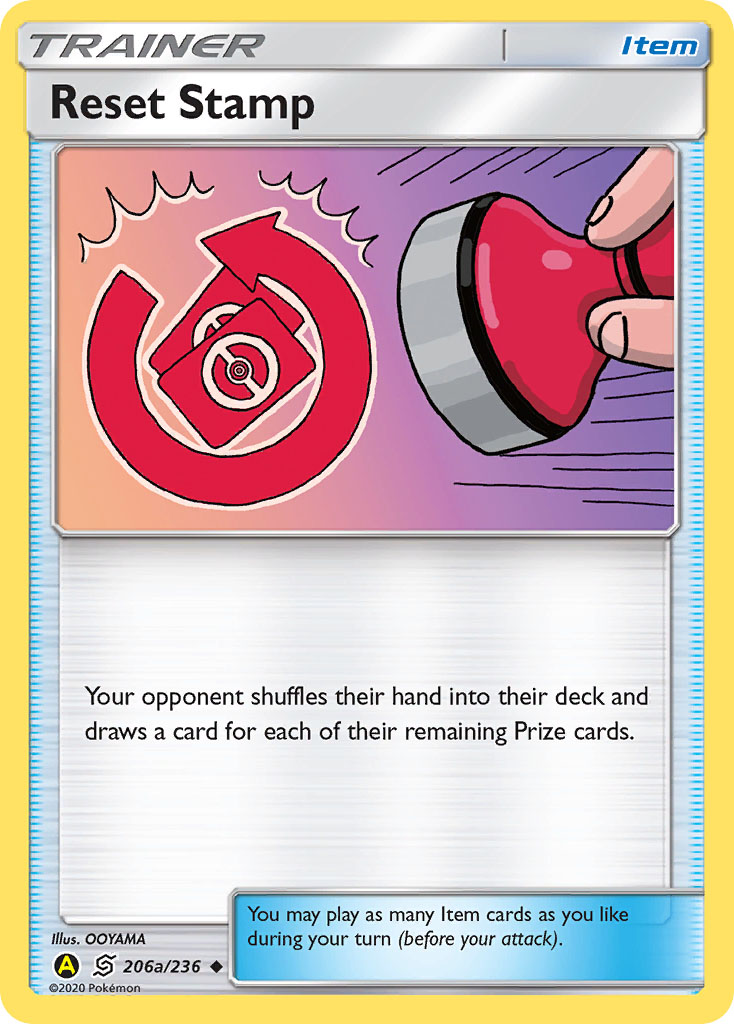 TRAINER
Item
Reset Stamp
Your opponent shuffles their hand into their deck and
draws a card for each of their remaining Prize cards.
You may play as many Item cards as you like
during your turn (before your attack).
Illus. OOYAMA
A 206a/236
©2020 Pokémon